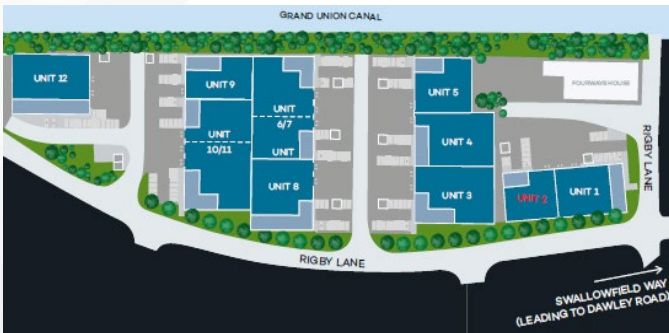 GRAND UNION CANAL
UNIT 12
UNIT 9
UNIT
6/7
UNIT
UNIT
10/11
UNIT 8
UNIT 5
UNIT 4
UNIT 3
UNIT 2
UNIT 1
FOURWAYS HOUSE
RIGBY LANE
RIGBY LANE
SWALLOWFIELD WAY
(LEADING TO DAWLEY ROAD)